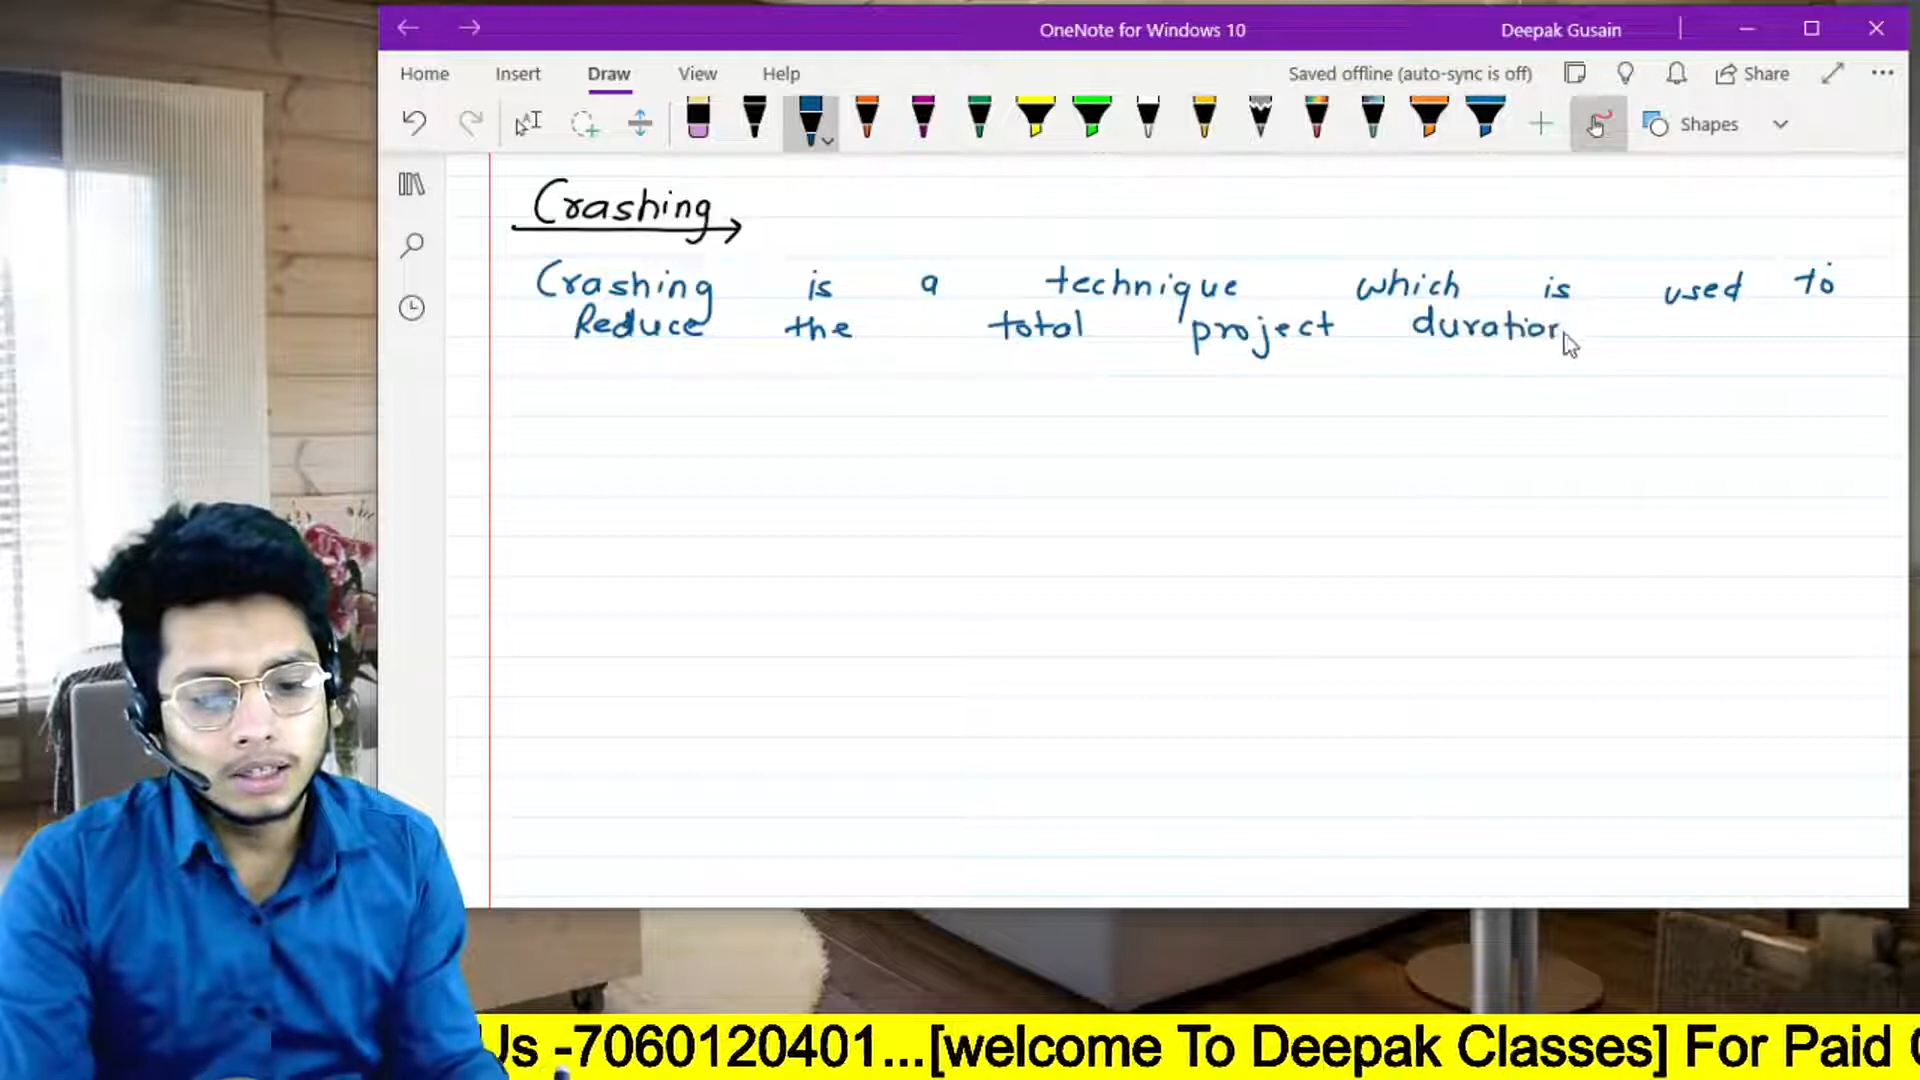 OneNote for Windows 10
Deepak Gusain
Home Insert Draw View Help
Saved offline (auto-sync is off)
Share
Shapes
Crashing
Crashing is a technique which is used to
Reduce the total project duration
Us -7060120401...[welcome To Deepak Classes] For Paid